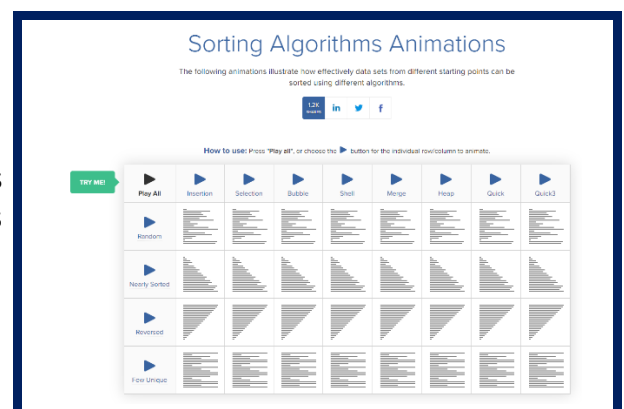 Sorting Algorithms Animations
The following animations illustrate how effectively data sets from different starting points can be
sorted using different algorithms.
1.2K
in f
How to use: Press "Play all", or choose the button for the individual row/column to animate.
TRY ME!
Play All Insertion Selection Bubble Shell Merge Heap Quick Quick3
Random
Nearly Sorted
Reversed
Few Unique
s
s